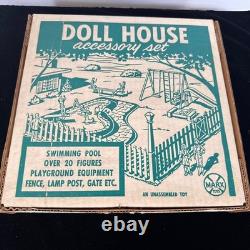 DOLL HOUSE
accessory set
SWIMMING POOL
OVER 20 FIGURES
PLAYGROUND EQUIPMENT
FENCE, LAMP POST, GATE ETC.
AN UNASSEMBLED TOY
MARX
TOYS